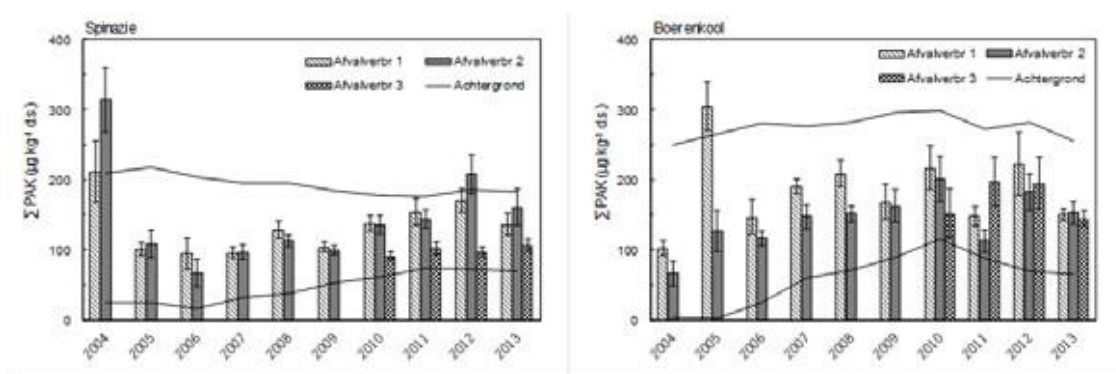 Spinazie
400
300
200
100
0
∑PAK (µg kg⁻¹ ds)
Afvalverbr 1 Afvalverbr 2
Afvalverbr 3 Achtergrond
2004 2005 2006 2007 2008 2009 2010 2011 2012 2013
Boerenkool
400
300
200
100
0
∑PAK (µg kg⁻¹ ds)
Afvalverbr 1 Afvalverbr 2
Afvalverbr 3 Achtergrond
2004 2005 2006 2007 2008 2009 2010 2011 2012 2013